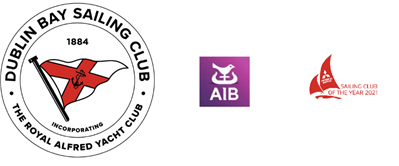 DUBLIN BAY SAILING CLUB
1884
INCORPORATING
THE ROYAL ALFRED YACHT CLUB
AIB
SAILING CLUB
OF THE YEAR 2021